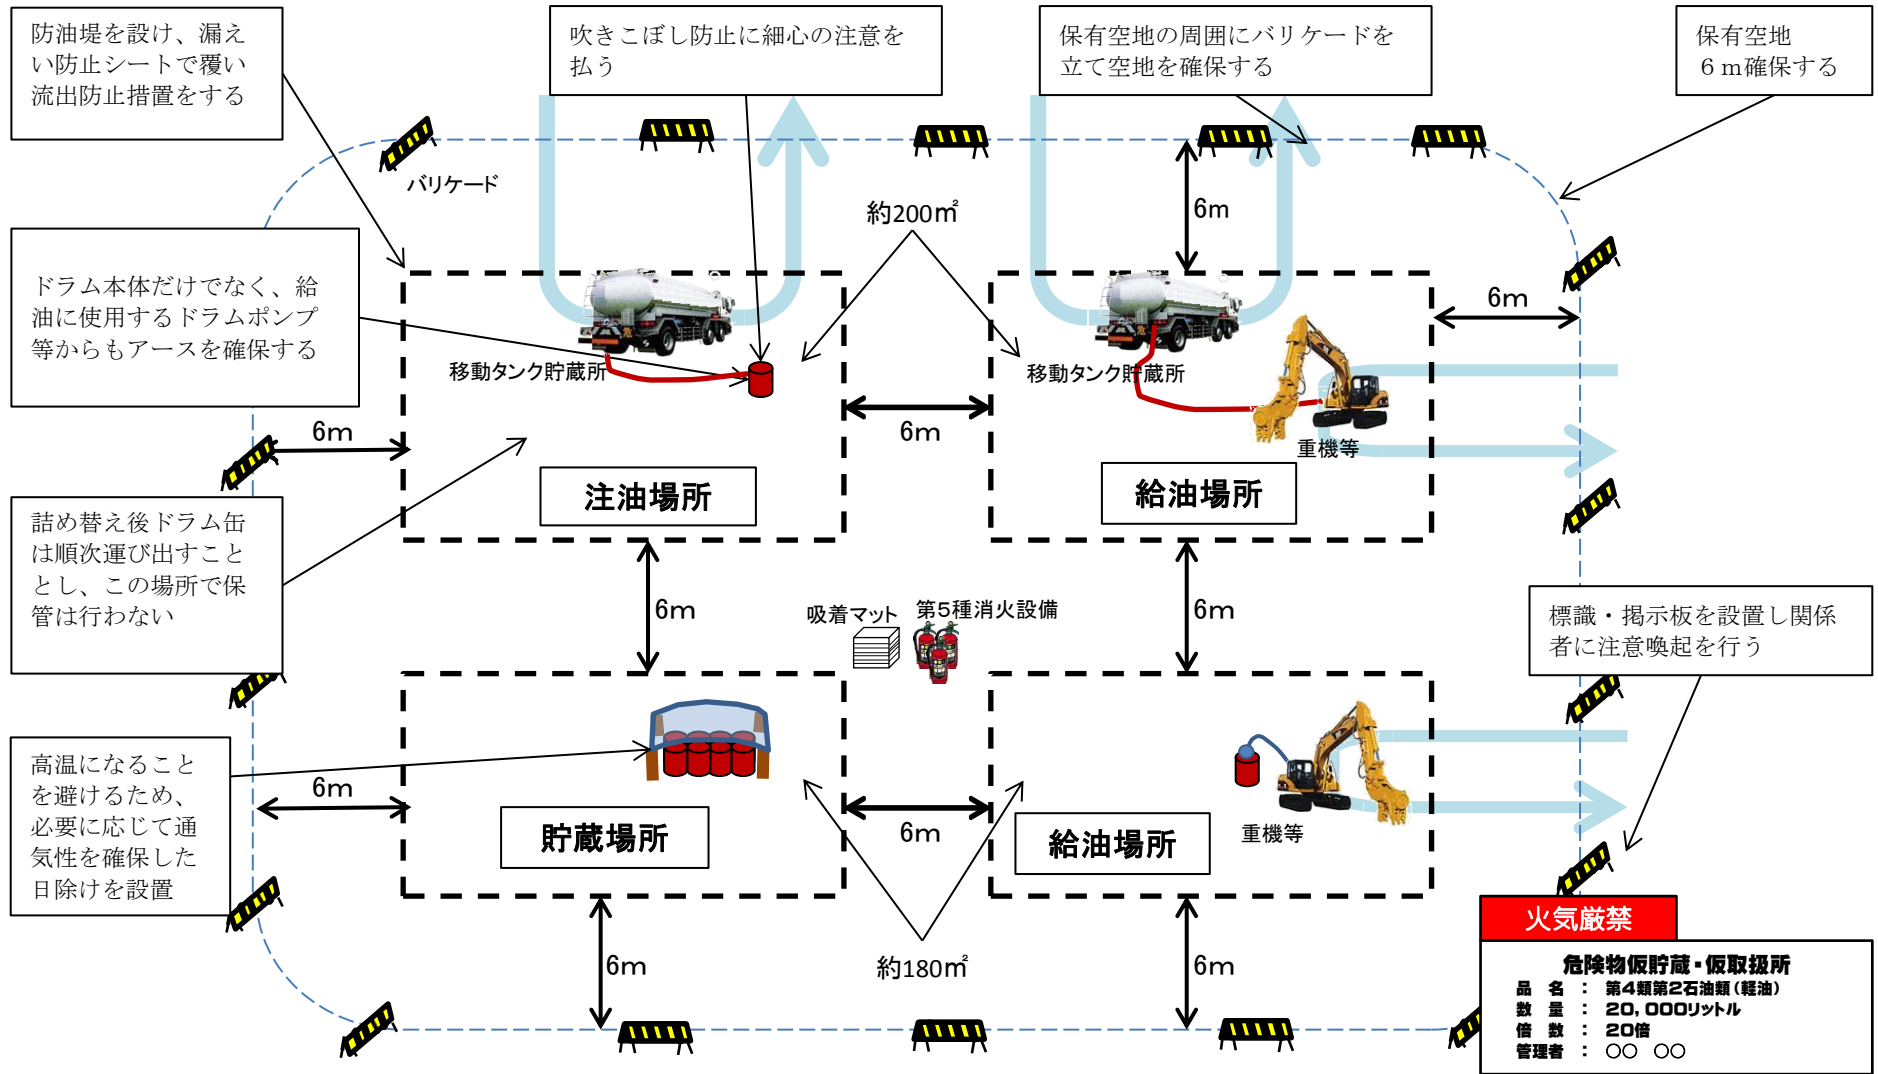 防油堤を設け、漏え
い防止シートで覆い
流出防止措置をする
吹きこぼし防止に細心の注意を
払う
保有空地の周囲にバリケードを
立て空地を確保する
保有空地
６ｍ確保する
バリケード
約200㎡
6m
ドラム本体だけでなく、給
油に使用するドラムポンプ
等からもアースを確保する
6m
移動タンク貯蔵所
移動タンク貯蔵所
6m
6m
重機等
注油場所
給油場所
詰め替え後ドラム缶
は順次運び出すこと
とし、この場所で保
管は行わない
6m
吸着マット
第5種消火設備
6m
標識・掲示板を設置し関係
者に注意喚起を行う
高温になること
を避けるため、
必要に応じて通
気性を確保した
日除けを設置
6m
6m
貯蔵場所
給油場所
重機等
6m
約180㎡
6m
火気厳禁
危険物仮貯蔵・仮取扱所
品　名　：　第4類第2石油類（軽油）
数　量　：　20，000リットル
倍　数　：　20倍
管理者　：　○○　○○